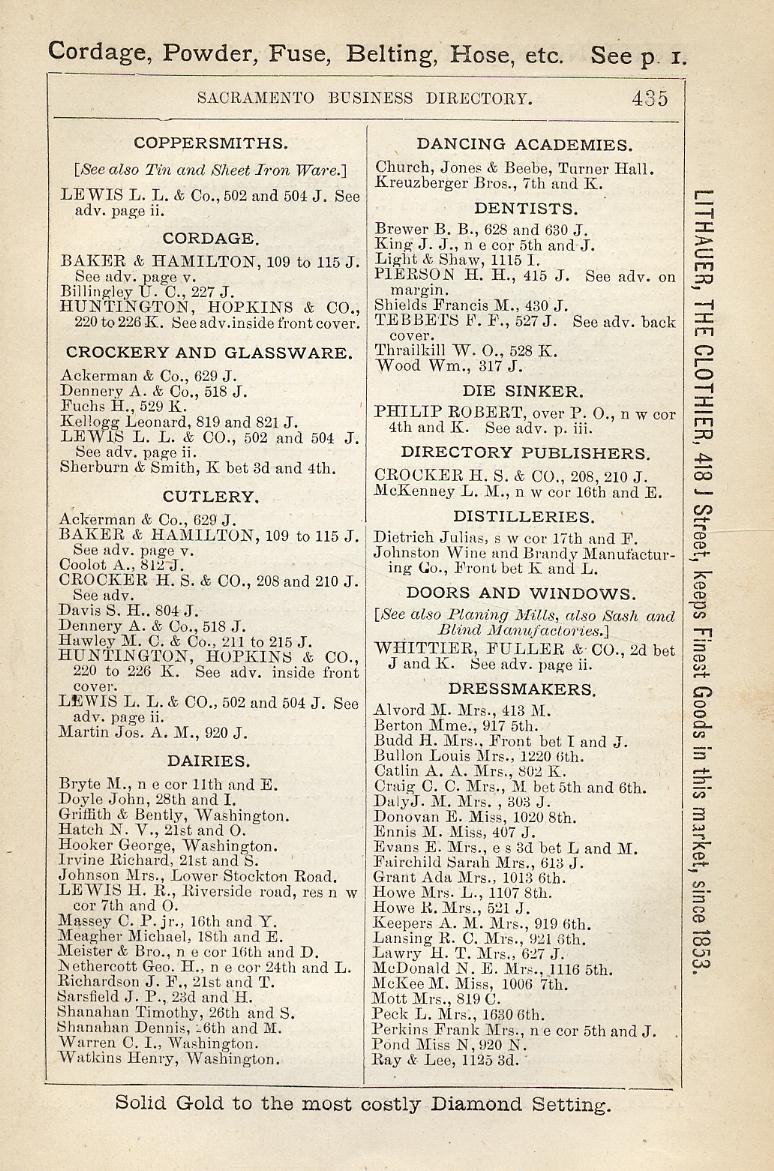 Cordage, Powder, Fuse, Belting, Hose, etc. See p. 1.
SACRAMENTO BUSINESS DIRECTORY. 435
COPPERSMITHS.
[See also Tin and Sheet Iron Ware.]
LEWIS L. L. & Co., 502 and 504 J. See
adv. page ii.
CORDAGE.
BAKER & HAMILTON, 109 to 115 J.
See adv. page v.
Billingley U. C., 227 J.
HUNTINGTON, HOPKINS & CO.,
220 to 226 K. See adv. inside front cover.
CROCKERY AND GLASSWARE.
Ackerman & Co., 629 J.
Dennery A. & Co., 518 J.
Fuchs H., 529 K.
Kellogg Leonard, 819 and 821 J.
LEWIS L. L. & CO., 502 and 504 J.
See adv. page ii.
Sherburn & Smith, K bet 3d and 4th.
CUTLERY.
Ackerman & Co., 629 J.
BAKER & HAMILTON, 109 to 115 J.
See adv. page v.
Coolot A., 812 J.
CROCKER H. S. & CO., 208 and 210 J.
See adv.
Davis S. H.. 804 J.
Dennery A. & Co., 518 J.
Hawley M. C. & Co., 211 to 215 J.
HUNTINGTON, HOPKINS & CO.,
220 to 226 K. See adv. inside front
cover.
LEWIS L. L. & CO., 502 and 504 J. See
adv. page ii.
Martin Jos. A. M., 920 J.
DAIRIES.
Bryte M., n e cor 11th and E.
Doyle John, 28th and I.
Griffith & Bently, Washington.
Hatch N. V., 21st and O.
Hooker George, Washington.
Irvine Richard, 21st and S.
Johnson Mrs., Lower Stockton Road.
LEWIS H. R., Riverside road, res n w
cor 7th and O.
Massey C. P. jr., 16th and Y.
Meagher Michael, 18th and E.
Meister & Bro., n e cor 16th and D.
Nethercott Geo. H., n e cor 24th and L.
Richardson J. F., 21st and T.
Sarsfield J. P., 23d and H.
Shanahan Timothy, 26th and S.
Shanahan Dennis, 6th and M.
Warren C. I., Washington.
Watkins Henry, Washington.
DANCING ACADEMIES.
Church, Jones & Beebe, Turner Hall.
Kreuzberger Bros., 7th and K.
DENTISTS.
Brewer B. B., 628 and 630 J.
King J. J., n e cor 5th and J.
Light & Shaw, 1115 I.
PIERSON H. H., 415 J. See adv. on
margin.
Shields Francis M., 430 J.
TEBBETS F. F., 527 J. See adv. back
cover.
Thrailkill W. O., 528 K.
Wood Wm., 317 J.
DIE SINKER.
PHILIP ROBERT, over P. O., n w cor
4th and K. See adv. p. iii.
DIRECTORY PUBLISHERS.
CROCKER H. S. & CO., 208, 210 J.
McKenney L. M., n w cor 16th and E.
DISTILLERIES.
Dietrich Julias, s w cor 17th and F.
Johnston Wine and Brandy Manufactur-
ing Co., Front bet K and L.
DOORS AND WINDOWS.
[See also Planing Mills, also Sash and
Blind Manufactories.]
WHITTIER, FULLER & CO., 2d bet
J and K. See adv. page ii.
DRESSMAKERS.
Alvord M. Mrs., 413 M.
Berton Mme., 917 5th.
Budd H. Mrs., Front bet I and J.
Bullon Louis Mrs., 1220 6th.
Catlin A. A. Mrs., 802 K.
Craig C. C. Mrs., M bet 5th and 6th.
Daly J. M. Mrs. , 303 J.
Donovan E. Miss, 1020 8th.
Ennis M. Miss, 407 J.
Evans E. Mrs., e s 3d bet L and M.
Fairchild Sarah Mrs., 613 J.
Grant Ada Mrs., 1013 6th.
Howe Mrs. L., 1107 8th.
Howe R. Mrs., 521 J.
Keepers A. M. Mrs., 919 6th.
Lansing R. C. Mrs., 921 6th.
Lawry H. T. Mrs., 627 J.
McDonald N. E. Mrs., 1116 5th.
McKee M. Miss, 1006 7th.
Mott Mrs., 819 C.
Peck L. Mrs., 1630 6th.
Perkins Frank Mrs., n e cor 5th and J.
Pond Miss N, 920 N.
Ray & Lee, 1125 3d.
LITHAUER, THE CLOTHIER, 418 J Street, keeps Finest Goods in this market, since 1853.
Solid Gold to the most costly Diamond Setting.